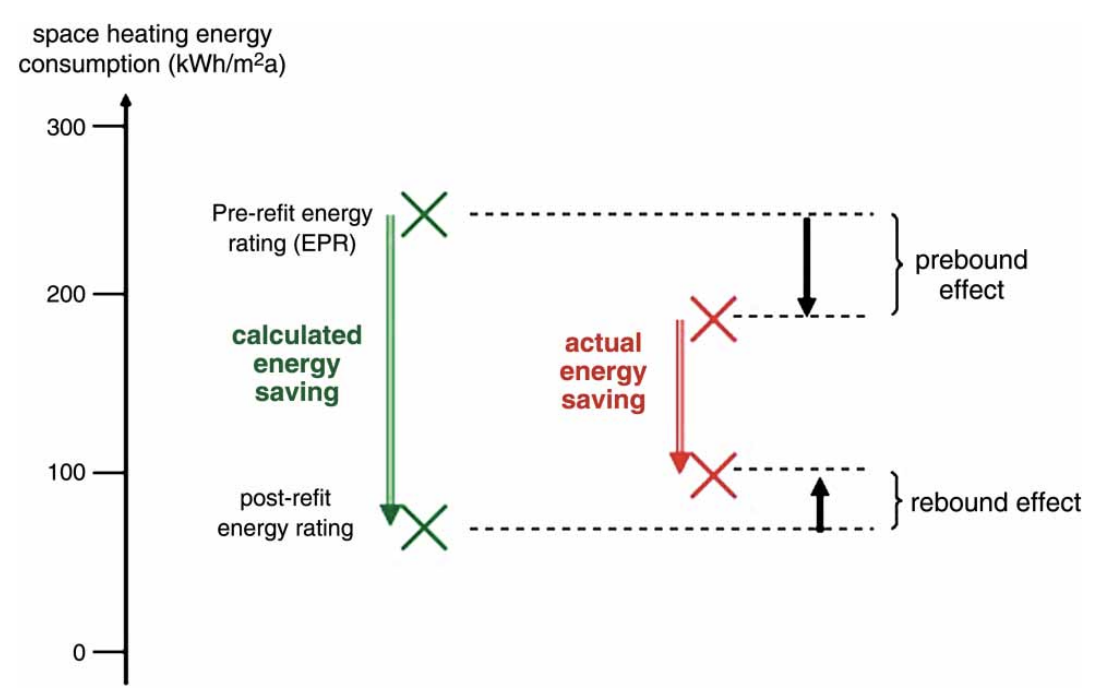 space heating energy
consumption (kWh/m²a)
300
Pre-refit energy
rating (EPR)
prebound
effect
200
calculated
energy
saving
actual
energy
saving
100
post-refit
energy rating
rebound effect
0